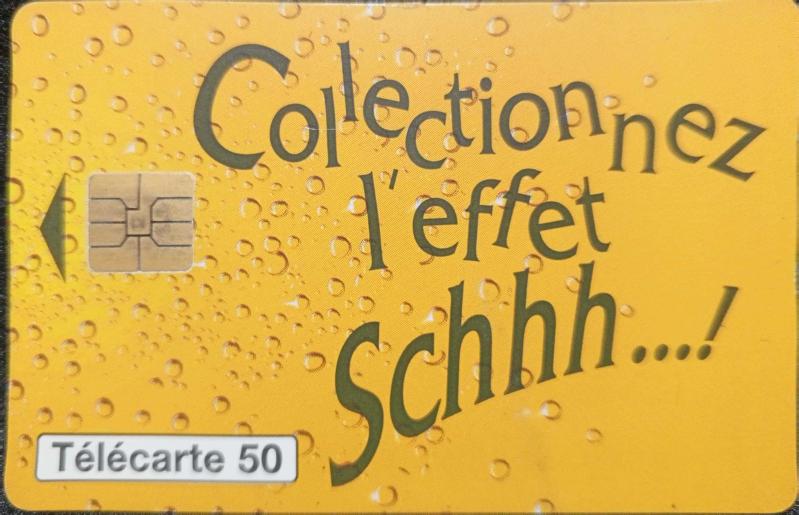 Collectionnez
l'effet
Schhh....!
Télécarte 50